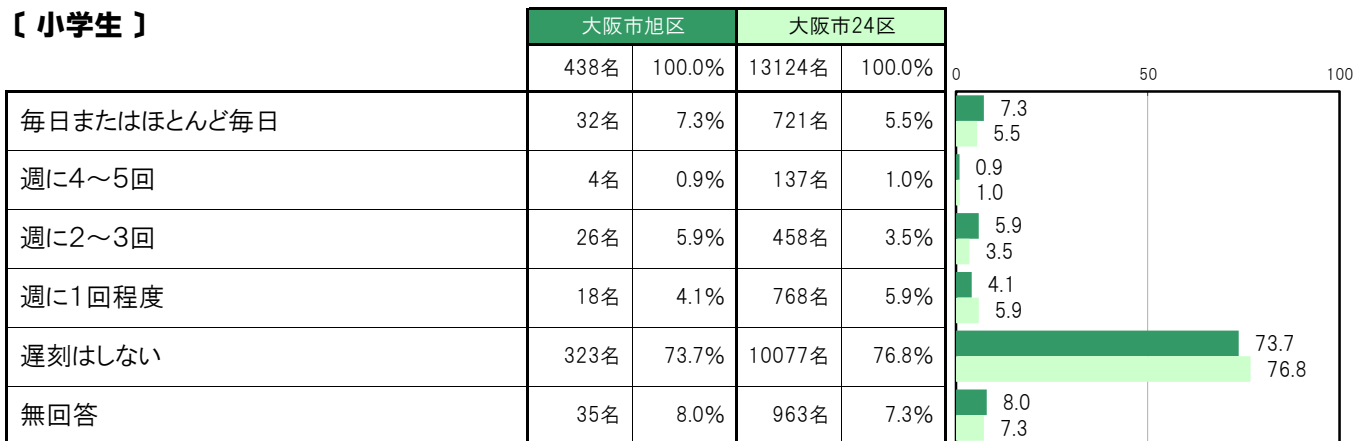 〔 小学生 〕
大阪市旭区 大阪市24区
438名 100.0% 13124名 100.0%
0 50 100
毎日またはほとんど毎日 32名 7.3% 721名 5.5%
7.3
5.5
週に4～5回 4名 0.9% 137名 1.0%
0.9
1.0
週に2～3回 26名 5.9% 458名 3.5%
5.9
3.5
週に1回程度 18名 4.1% 768名 5.9%
4.1
5.9
遅刻はしない 323名 73.7% 10077名 76.8%
73.7
76.8
無回答 35名 8.0% 963名 7.3%
8.0
7.3